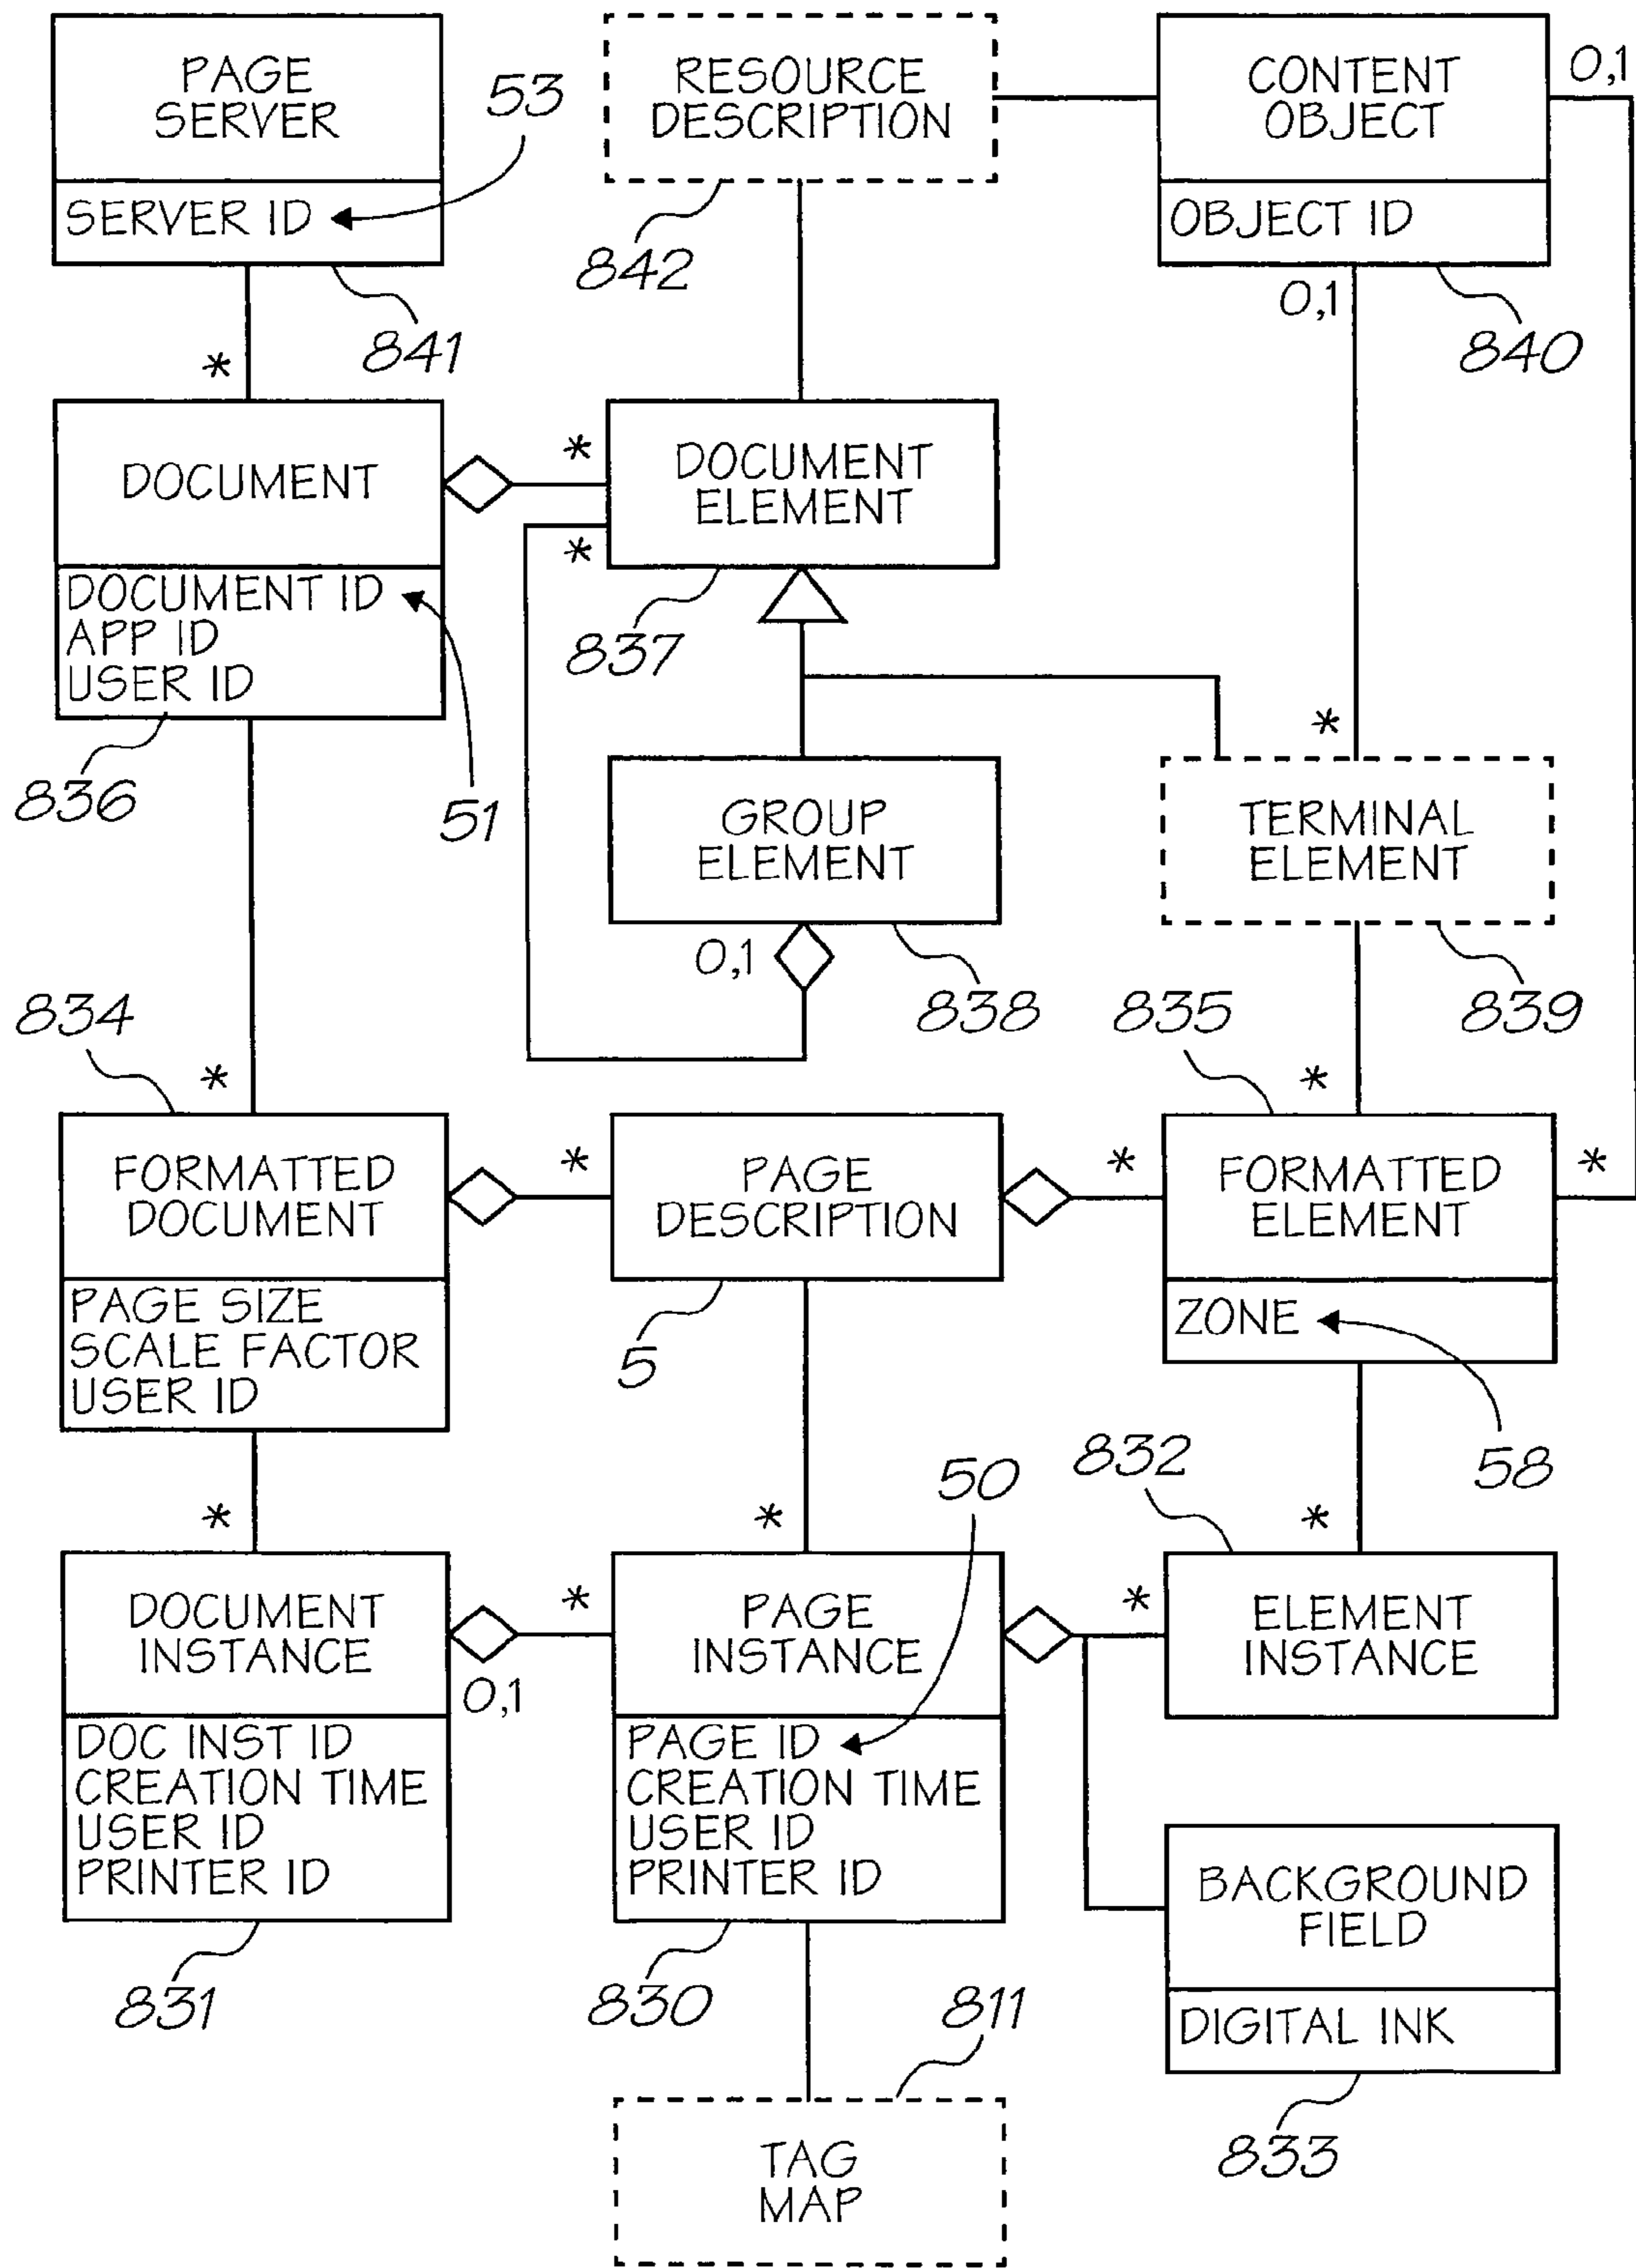 PAGE
SERVER
SERVER ID
53
841
RESOURCE
DESCRIPTION
842
CONTENT
OBJECT
OBJECT ID
0,1
0,1
840
*
DOCUMENT
DOCUMENT ID
APP ID
USER ID
836
51
*
*
DOCUMENT
ELEMENT
837
GROUP
ELEMENT
0,1
838
*
TERMINAL
ELEMENT
839
834
*
FORMATTED
DOCUMENT
PAGE SIZE
SCALE FACTOR
USER ID
*
PAGE
DESCRIPTION
5
835
*
*
*
FORMATTED
ELEMENT
ZONE
58
*
DOCUMENT
INSTANCE
0,1
DOC INST ID
CREATION TIME
USER ID
PRINTER ID
831
*
*
50
PAGE
INSTANCE
PAGE ID
CREATION TIME
USER ID
PRINTER ID
830
832
*
*
ELEMENT
INSTANCE
BACKGROUND
FIELD
DIGITAL INK
833
811
TAG
MAP